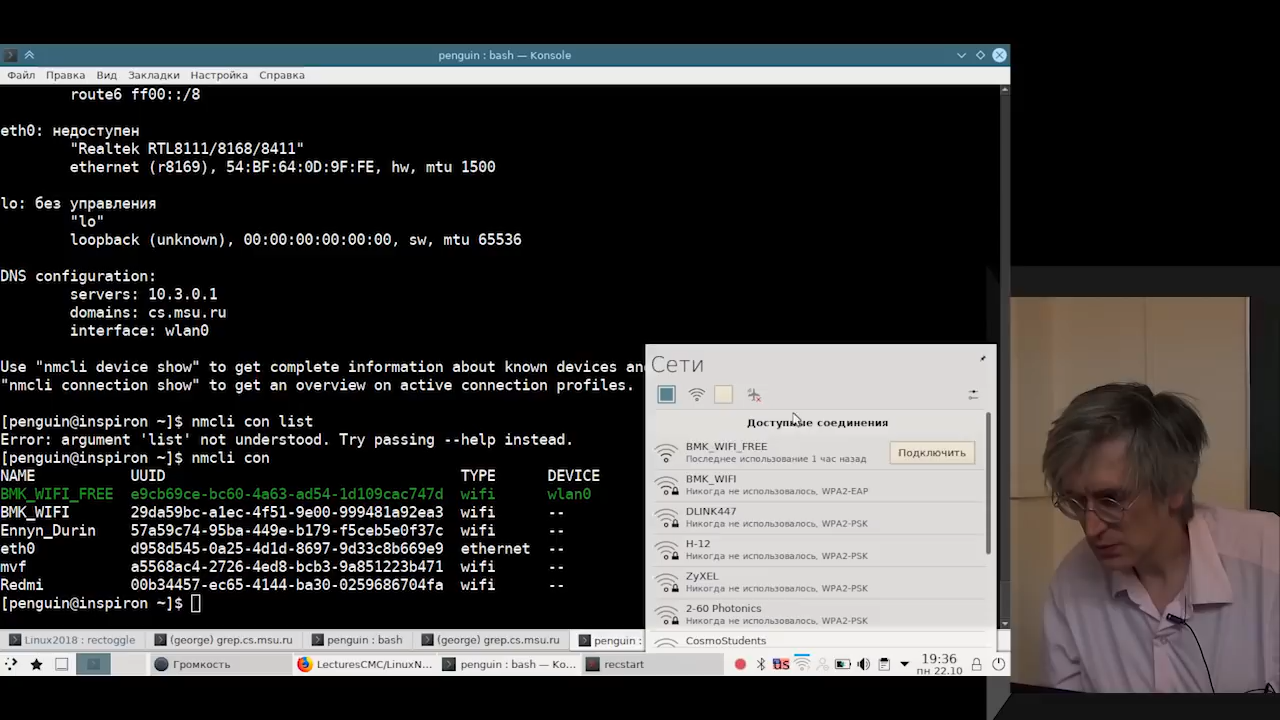 penguin : bash — Konsole
Файл Правка Вид Закладки Настройка Справка
route6 ff00::/8
eth0: недоступен
"Realtek RTL8111/8168/8411"
ethernet (r8169), 54:BF:64:0D:9F:FE, hw, mtu 1500
lo: без управления
"lo"
loopback (unknown), 00:00:00:00:00:00, sw, mtu 65536
DNS configuration:
servers: 10.3.0.1
domains: cs.msu.ru
interface: wlan0
Use "nmcli device show" to get complete information about known devices and
"nmcli connection show" to get an overview on active connection profiles.
[penguin@inspiron ~]$ nmcli con list
Error: argument 'list' not understood. Try passing --help instead.
[penguin@inspiron ~]$ nmcli con
NAME UUID TYPE DEVICE
BMK_WIFI_FREE e9cb69ce-bc60-4a63-ad54-1d109cac747d wifi wlan0
BMK_WIFI 29da59bc-a1ec-4f51-9e00-999481a92ea3 wifi --
Ennyn_Durin 57a59c74-95ba-449e-b179-f5ceb5e0f37c wifi --
eth0 d958d545-0a25-4d1d-8697-9d33c8b669e9 ethernet --
mvf a5568ac4-2726-4ed8-bcb3-9a851223b471 wifi --
Redmi 00b34457-ec65-4144-ba30-0259686704fa wifi --
[penguin@inspiron ~]$
Сети
Доступные соединения
BMK_WIFI_FREE
Последнее использование 1 час назад
Подключить
BMK_WIFI
Никогда не использовалось, WPA2-EAP
DLINK447
Никогда не использовалось, WPA2-PSK
H-12
Никогда не использовалось, WPA2-PSK
ZyXEL
Никогда не использовалось, WPA2-PSK
2-60 Photonics
Никогда не использовалось, WPA2-PSK
CosmoStudents
Linux2018 : rectoggle (george) grep.cs.msu.ru penguin : bash (george) grep.cs.msu.ru penguin :
Громкость LecturesCMC/LinuxN... penguin : bash — Ko... recstart US 19:36
пн 22.10